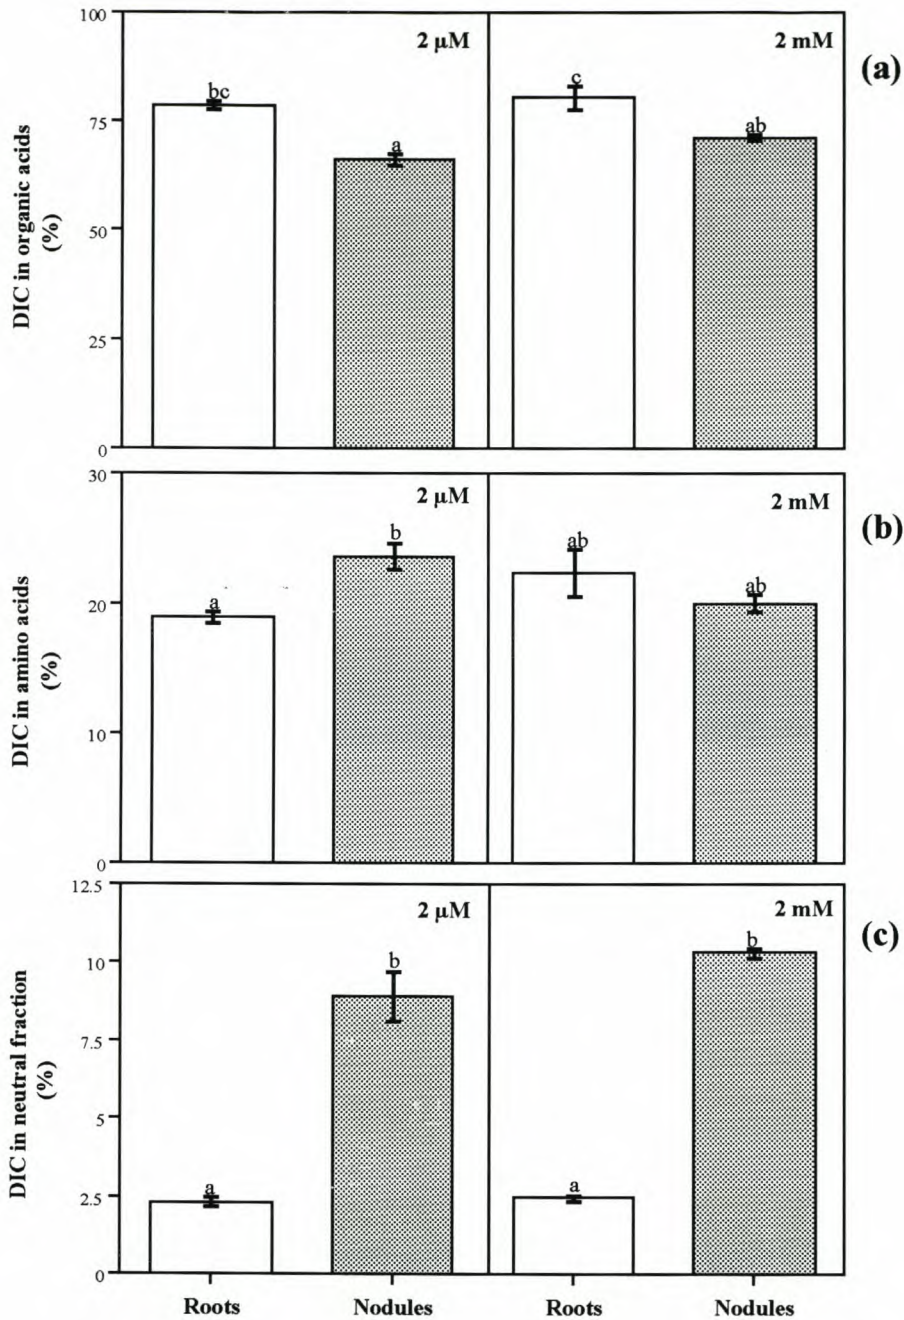 100
2 µM
2 mM
(a)
bc
a
c
ab
75
50
25
0
DIC in organic acids
(%)
30
2 µM
2 mM
(b)
a
b
ab
ab
20
10
0
DIC in amino acids
(%)
12.5
2 µM
2 mM
(c)
a
b
a
b
10
7.5
5
2.5
0
DIC in neutral fraction
(%)
Roots
Nodules
Roots
Nodules